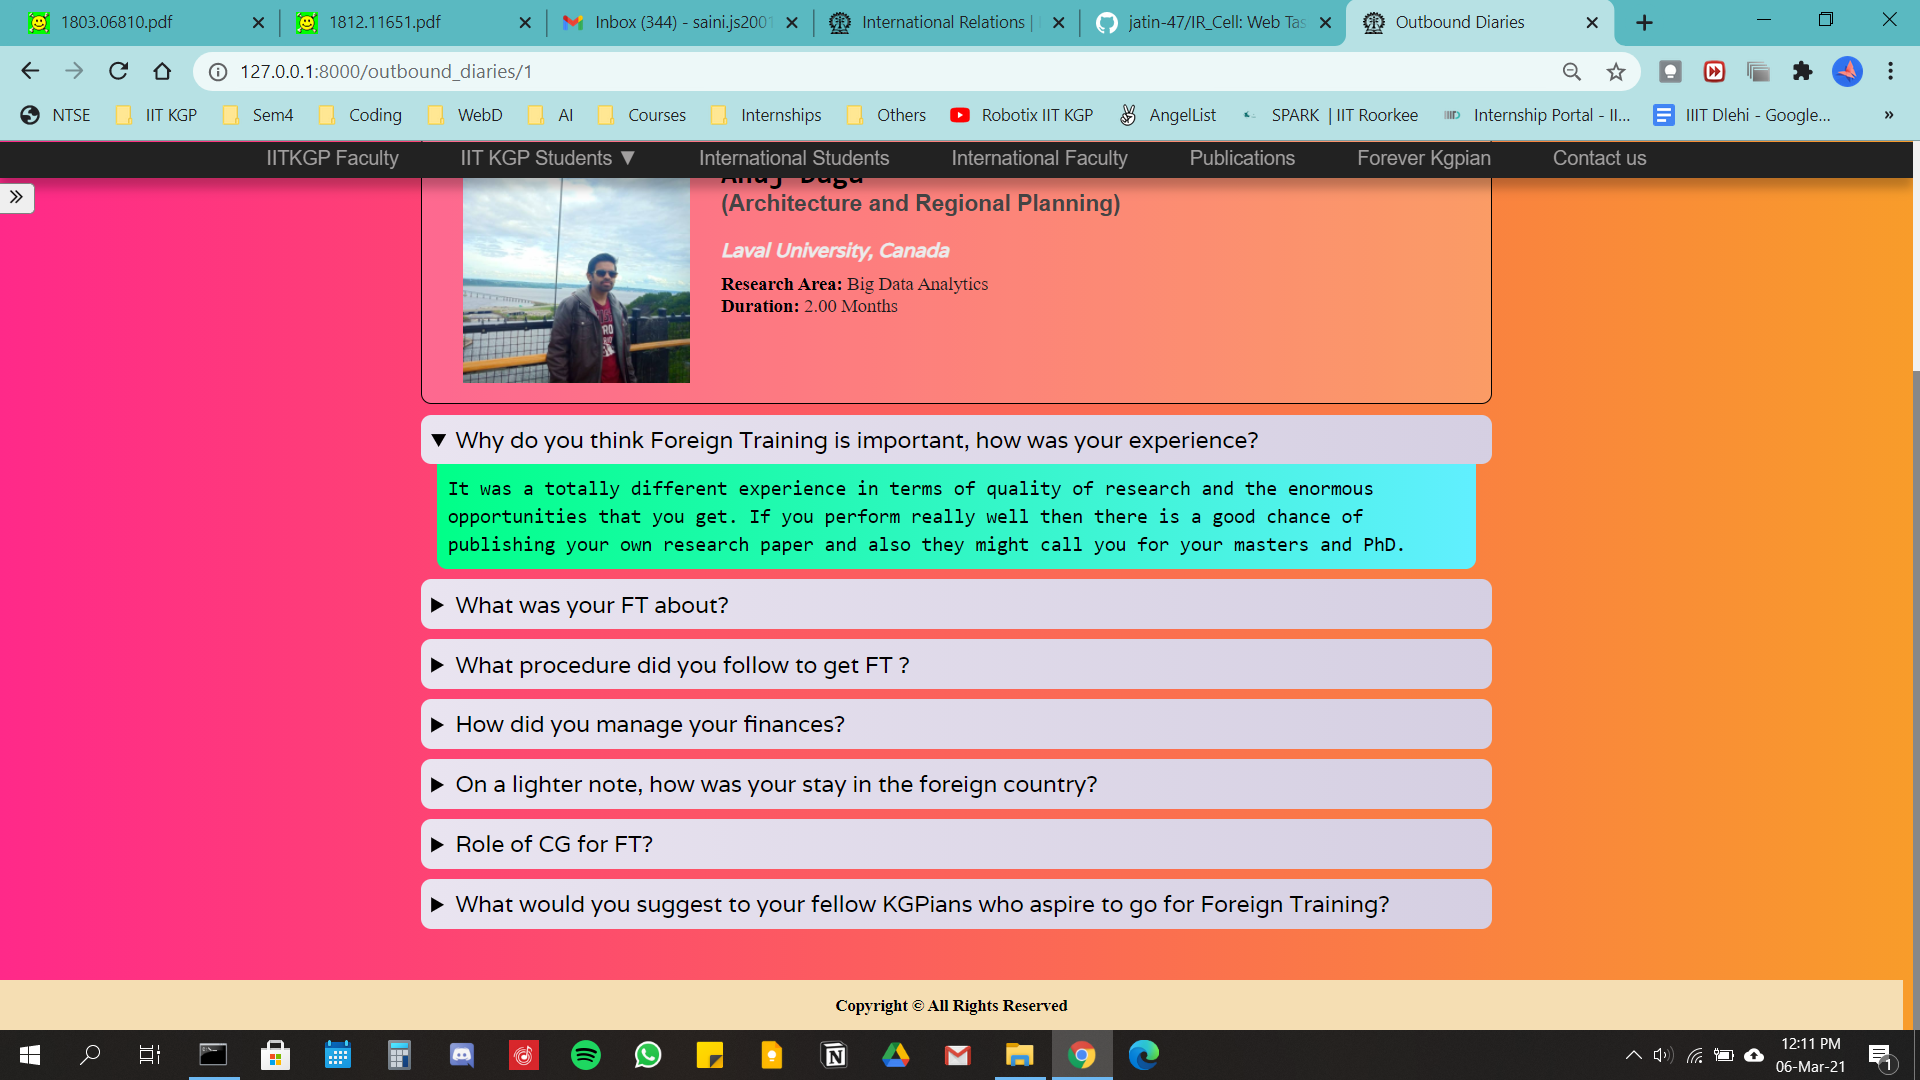 1803.06810.pdf
1812.11651.pdf
Inbox (344) - saini.js2001
International Relations |
jatin-47/IR_Cell: Web Tas
Outbound Diaries
127.0.0.1:8000/outbound_diaries/1
NTSE
IIT KGP
Sem4
Coding
WebD
AI
Courses
Internships
Others
Robotix IIT KGP
AngelList
SPARK | IIT Roorkee
Internship Portal - II...
IIIT Dlehi - Google...
»
IITKGP Faculty
IIT KGP Students ▼
International Students
International Faculty
Publications
Forever Kgpian
Contact us
(Architecture and Regional Planning)
Laval University, Canada
Research Area: Big Data Analytics
Duration: 2.00 Months
Why do you think Foreign Training is important, how was your experience?
It was a totally different experience in terms of quality of research and the enormous
opportunities that you get. If you perform really well then there is a good chance of
publishing your own research paper and also they might call you for your masters and PhD.
What was your FT about?
What procedure did you follow to get FT ?
How did you manage your finances?
On a lighter note, how was your stay in the foreign country?
Role of CG for FT?
What would you suggest to your fellow KGPians who aspire to go for Foreign Training?
Copyright © All Rights Reserved
12:11 PM
06-Mar-21
1